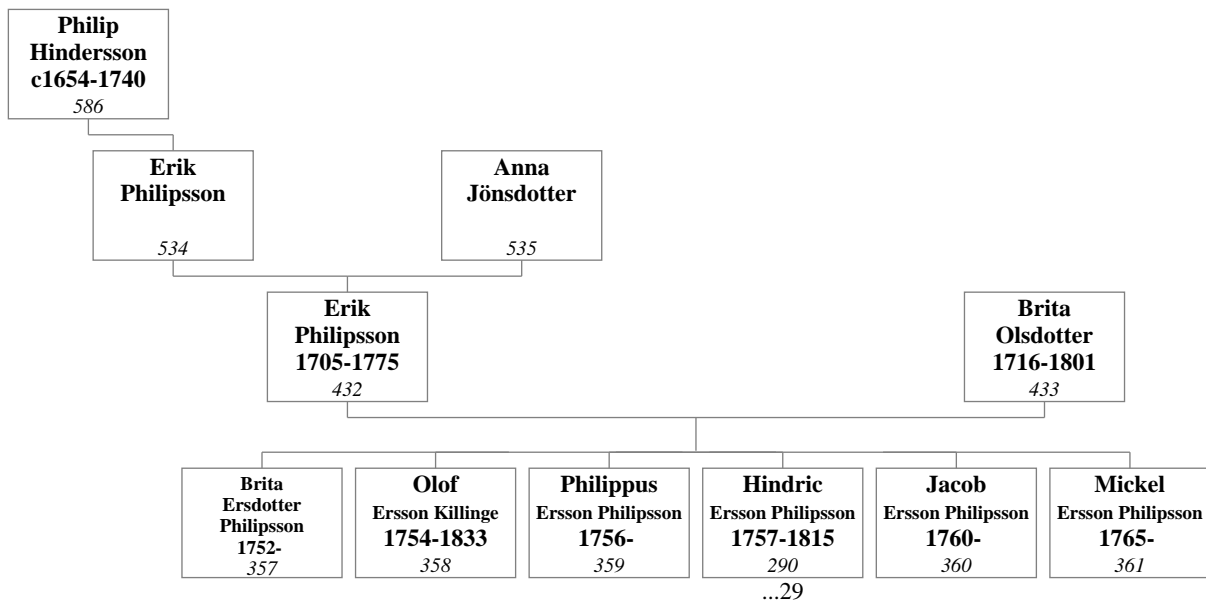 Philip
Hindersson
c1654-1740
586
Erik
Philipsson
534
Anna
Jönsdotter
535
Erik
Philipsson
1705-1775
432
Brita
Olsdotter
1716-1801
433
Brita
Ersdotter
Philipsson
1752-
357
Olof
Ersson Killinge
1754-1833
358
Philippus
Ersson Philipsson
1756-
359
Hindric
Ersson Philipsson
1757-1815
290
...29
Jacob
Ersson Philipsson
1760-
360
Mickel
Ersson Philipsson
1765-
361